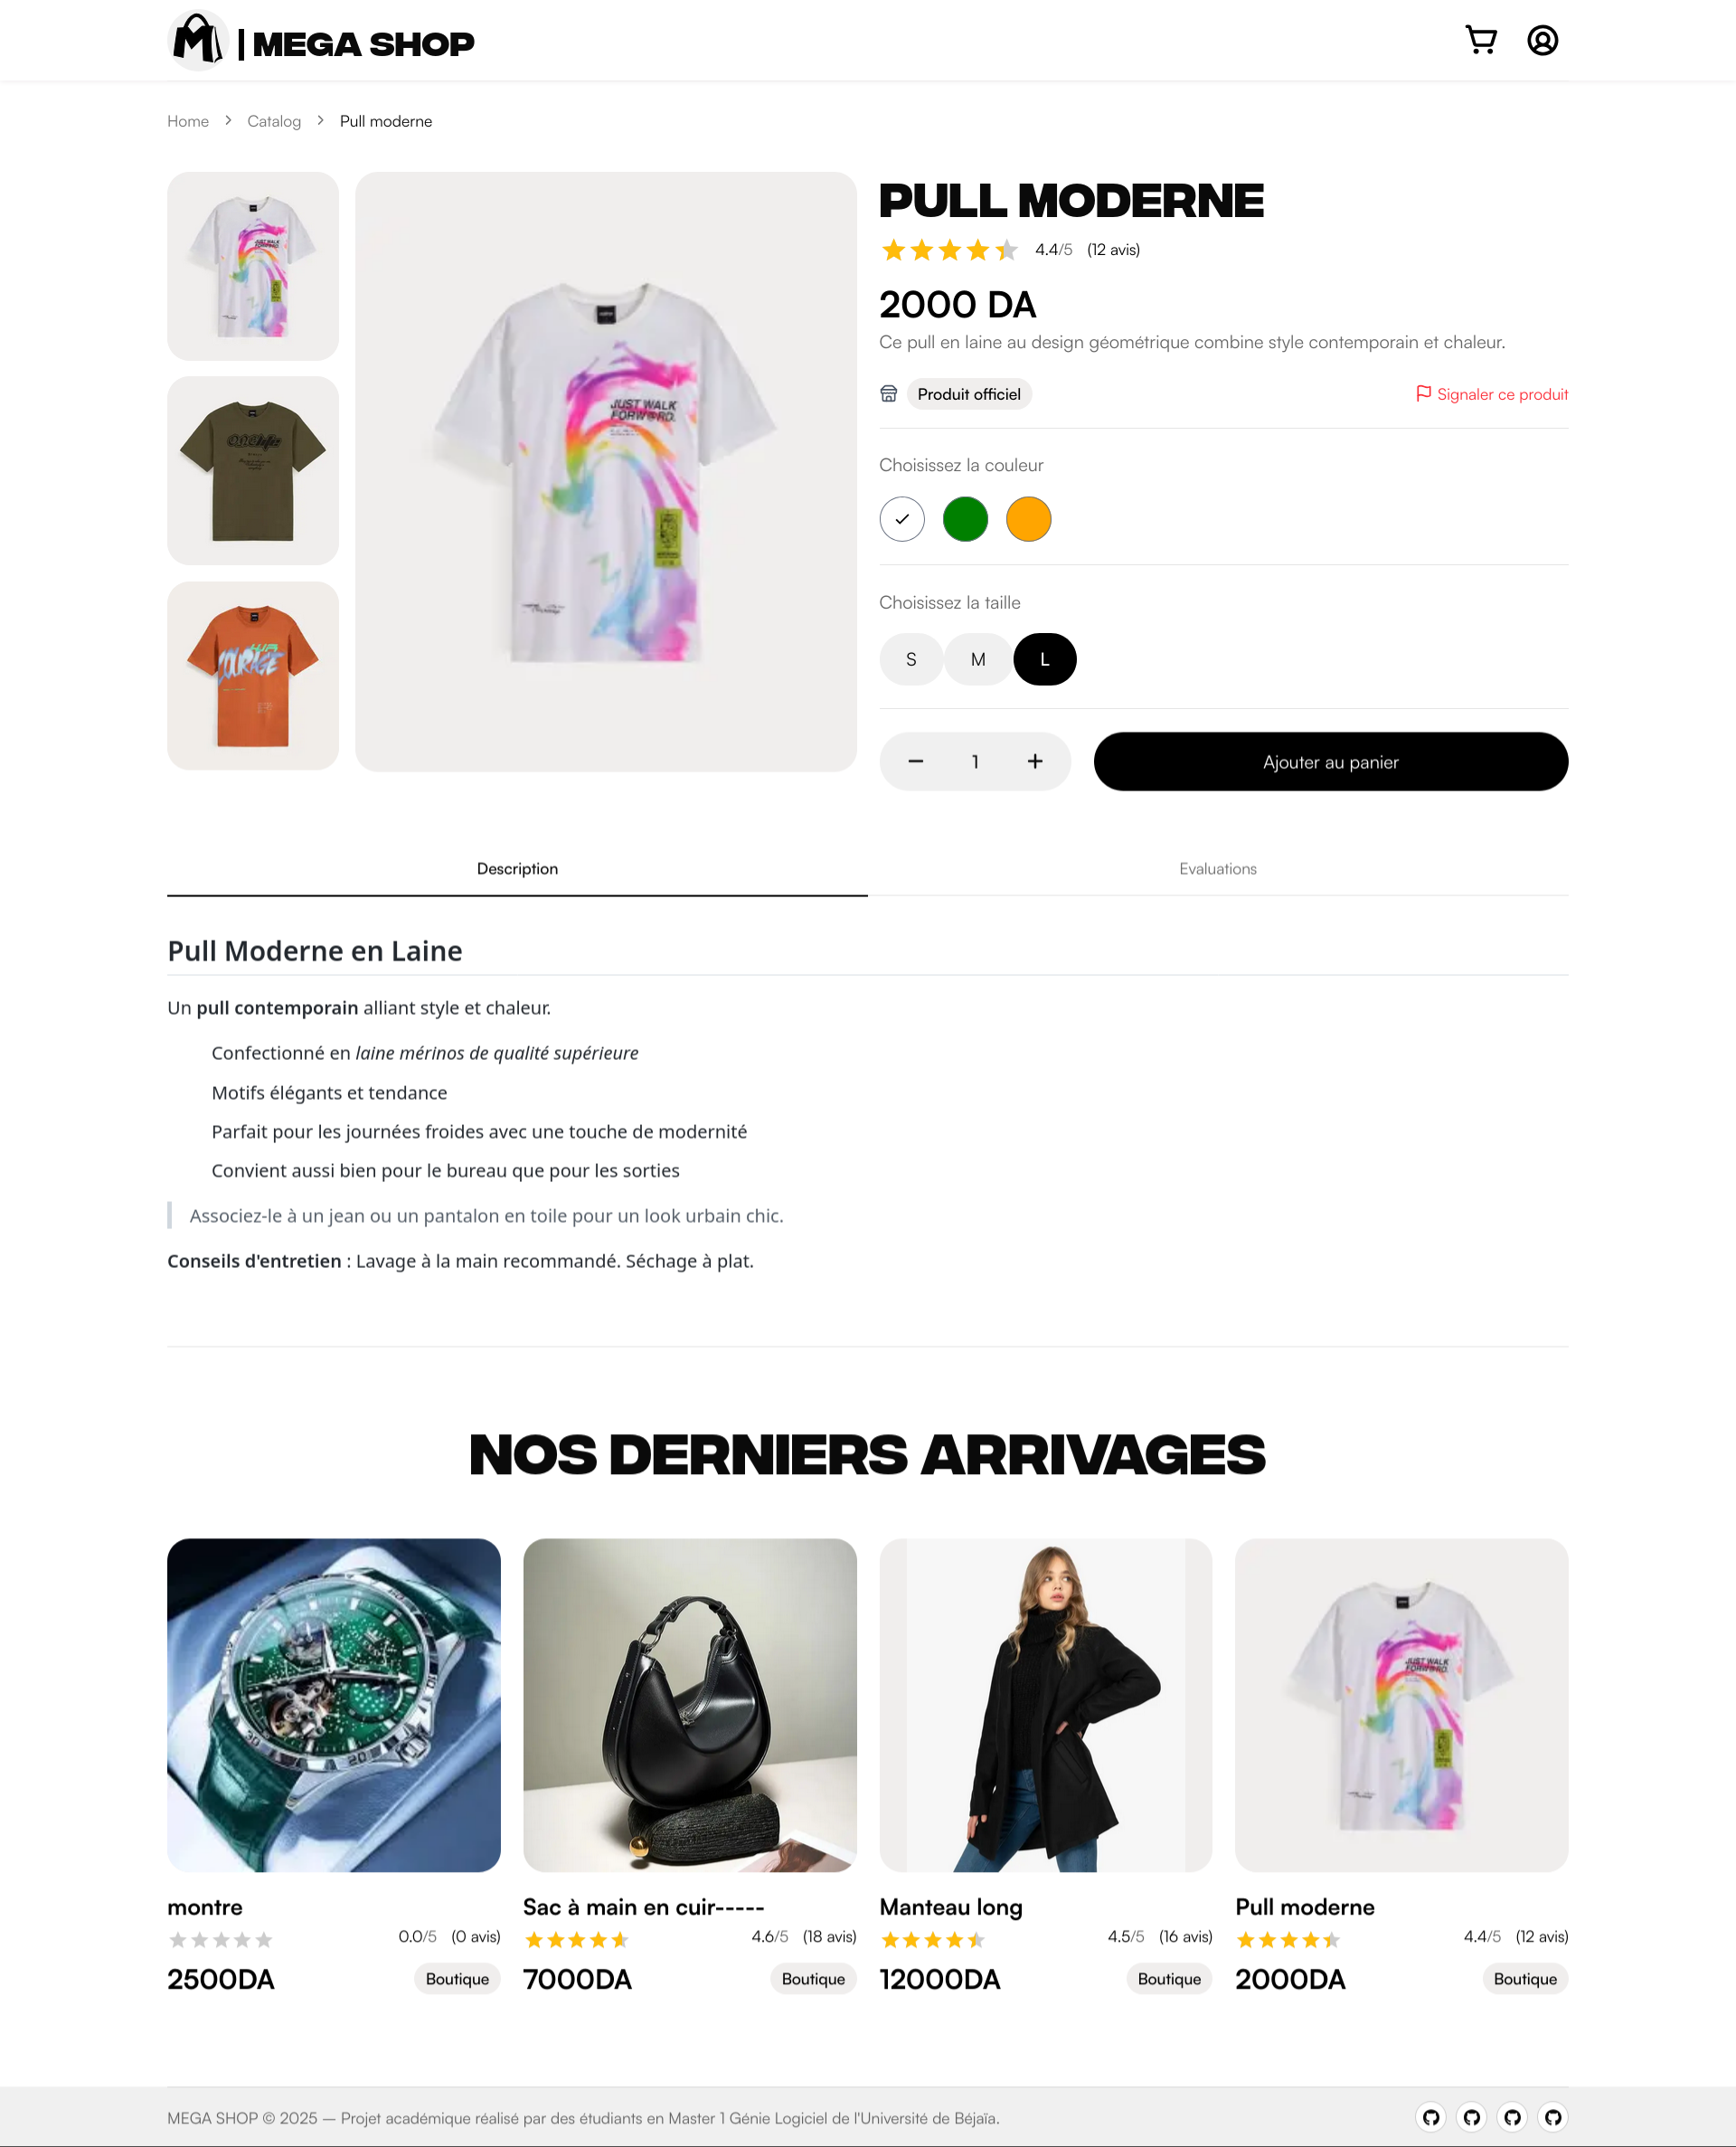 MEGA SHOP
Home > Catalog > Pull moderne
PULL MODERNE
4.4/5 (12 avis)
2000 DA
Ce pull en laine au design géométrique combine style contemporain et chaleur.
Produit officiel
Signaler ce produit
JUST WALK
FORW@RD.
Choisissez la couleur
Choisissez la taille
S M L
1
Ajouter au panier
COURAGE
Description
Evaluations
Pull Moderne en Laine
Un pull contemporain alliant style et chaleur.
Confectionné en laine mérinos de qualité supérieure
Motifs élégants et tendance
Parfait pour les journées froides avec une touche de modernité
Convient aussi bien pour le bureau que pour les sorties
Associez-le à un jean ou un pantalon en toile pour un look urbain chic.
Conseils d'entretien : Lavage à la main recommandé. Séchage à plat.
NOS DERNIERS ARRIVAGES
montre
0.0/5 (0 avis)
2500DA
Boutique
Sac à main en cuir-----
4.6/5 (18 avis)
7000DA
Boutique
Manteau long
4.5/5 (16 avis)
12000DA
Boutique
Pull moderne
4.4/5 (12 avis)
2000DA
Boutique
MEGA SHOP © 2025 — Projet académique réalisé par des étudiants en Master 1 Génie Logiciel de l'Université de Béjaïa.